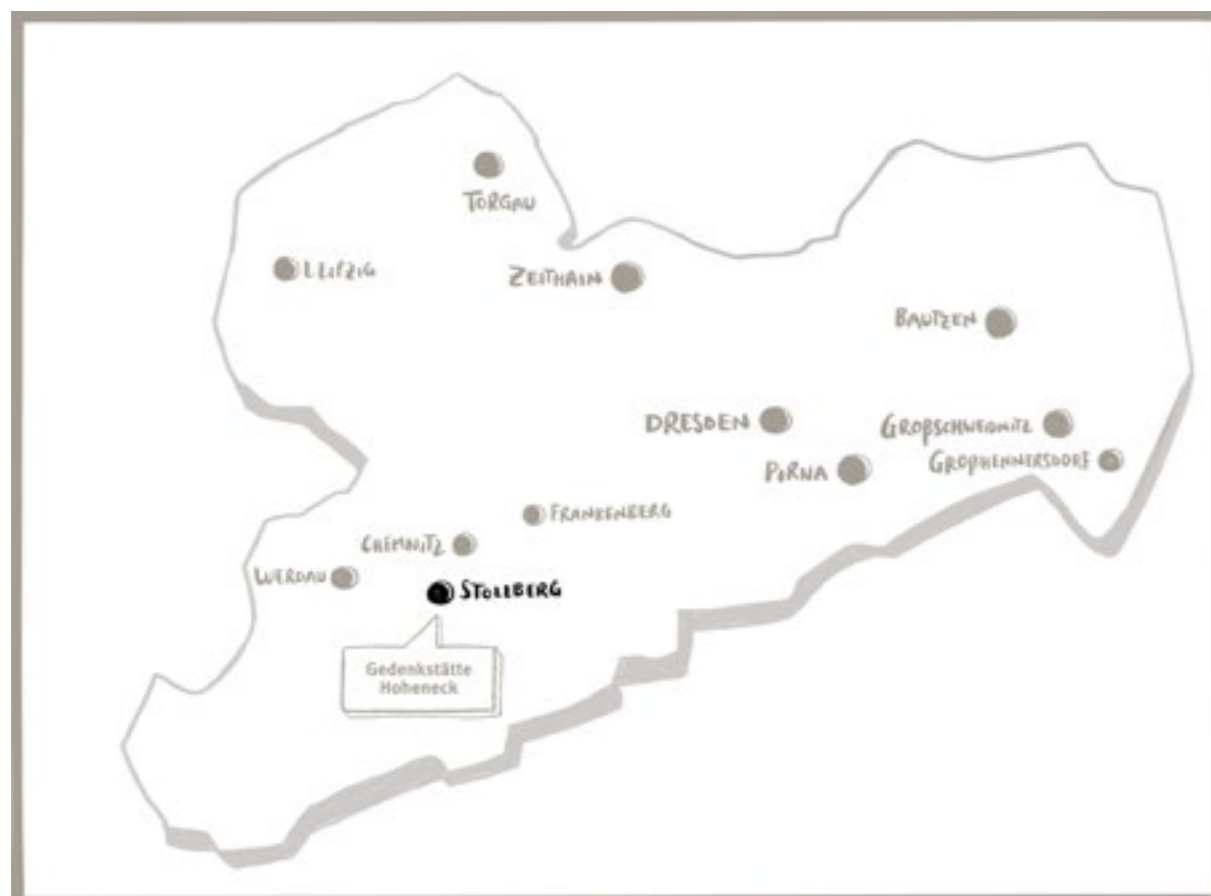 TORGAU
LEIPZIG
ZEITHAIN
BAUTZEN
DRESDEN
GROßSCHWEIDNITZ
PIRNA
GROßHENNERSDORF
FRANKENBERG
CHEMNITZ
WERDAU
STOLLBERG
Gedenkstätte
Hoheneck